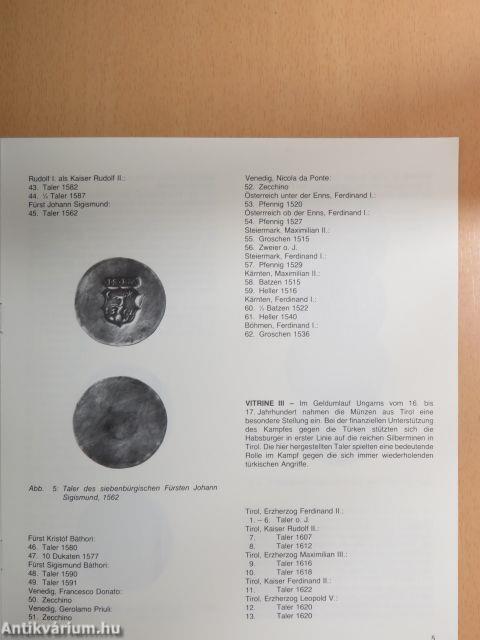 Rudolf I. als Kaiser Rudolf II.:
43. Taler 1582
44. ¼ Taler 1587
Fürst Johann Sigismund:
45. Taler 1562
Abb. 5: Taler des siebenbürgischen Fürsten Johann
Sigismund, 1562
Fürst Kristóf Báthori:
46. Taler 1580
47. 10 Dukaten 1577
Fürst Sigismund Báthori:
48. Taler 1590
49. Taler 1591
Venedig, Francesco Donato:
50. Zecchino
Venedig, Gerolamo Priuli:
51. Zecchino
Venedig, Nicola da Ponte:
52. Zecchino
Österreich unter der Enns, Ferdinand I.:
53. Pfennig 1520
Österreich ob der Enns, Ferdinand I.:
54. Pfennig 1527
Steiermark, Maximilian II.:
55. Groschen 1515
56. Zweier o. J.
Steiermark, Ferdinand I.:
57. Pfennig 1529
Kärnten, Maximilian II.:
58. Batzen 1515
59. Heller 1516
Kärnten, Ferdinand I.:
60. ½ Batzen 1522
61. Heller 1540
Böhmen, Ferdinand I.:
62. Groschen 1536
VITRINE III – Im Geldumlauf Ungarns vom 16. bis
17. Jahrhundert nahmen die Münzen aus Tirol eine
besondere Stellung ein. Bei der finanziellen Unterstützung
des Kampfes gegen die Türken stützten sich die
Habsburger in erster Linie auf die reichen Silberminen in
Tirol. Die hier hergestellten Taler spielten eine bedeutende
Rolle im Kampf gegen die sich immer wiederholenden
türkischen Angriffe.
Tirol, Erzherzog Ferdinand II.:
1. – 6. Taler o. J.
Tirol, Kaiser Rudolf II.:
7. Taler 1607
8. Taler 1612
Tirol, Erzherzog Maximilian III.:
9. Taler 1616
10. Taler 1618
Tirol, Kaiser Ferdinand II.:
11. Taler 1622
Tirol, Erzherzog Leopold V.:
12. Taler 1620
13. Taler 1620
5
Antikvárium.hu